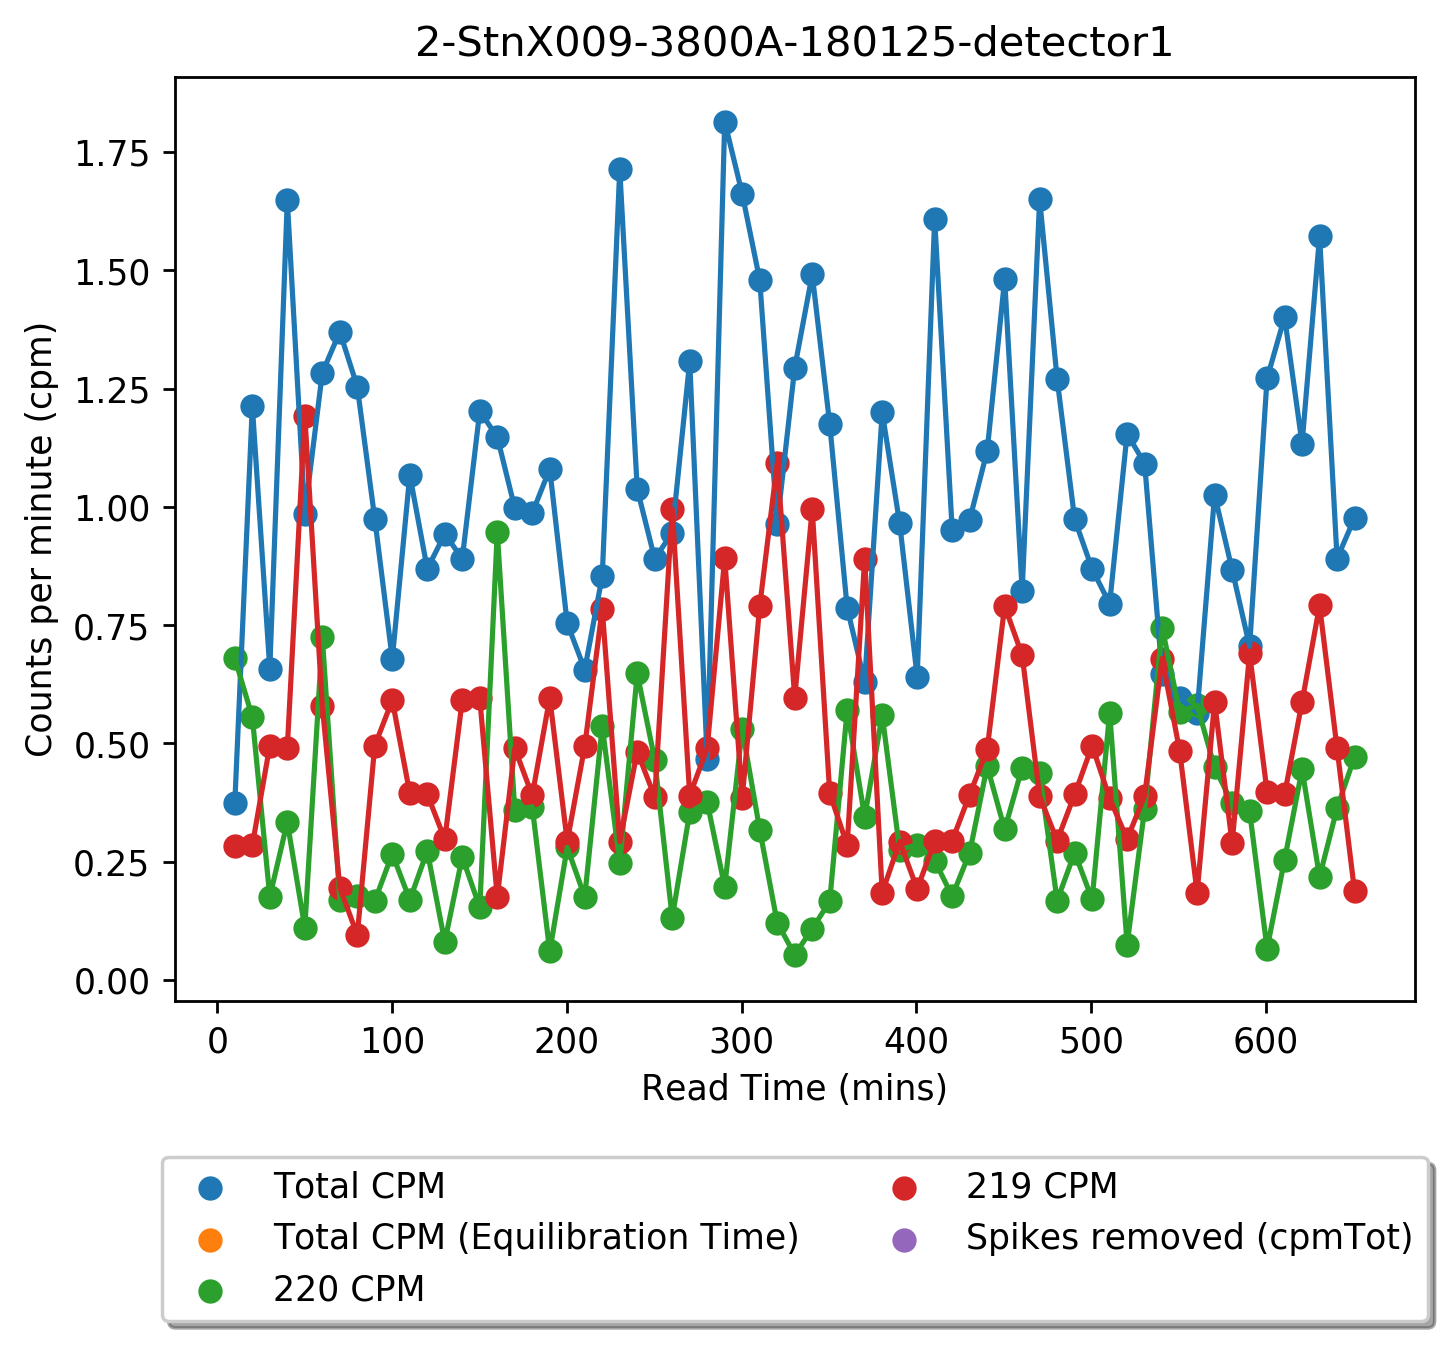 2-StnX009-3800A-180125-detector1
1.75
1.50
1.25
1.00
0.75
0.50
0.25
0.00
Counts per minute (cpm)
0 100 200 300 400 500 600
Read Time (mins)
Total CPM
Total CPM (Equilibration Time)
220 CPM
219 CPM
Spikes removed (cpmTot)